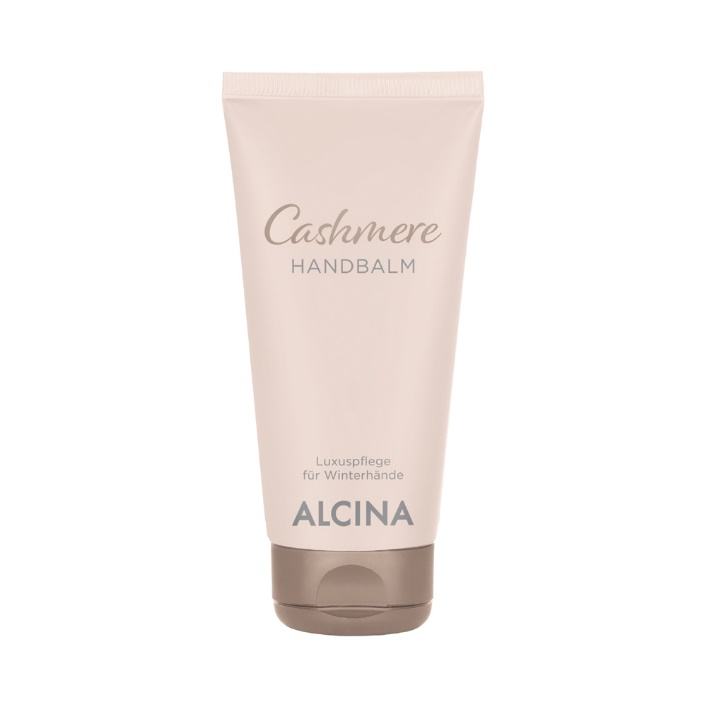 Cashmere
HANDBALM
Luxuspflege
für Winterhände
ALCINA